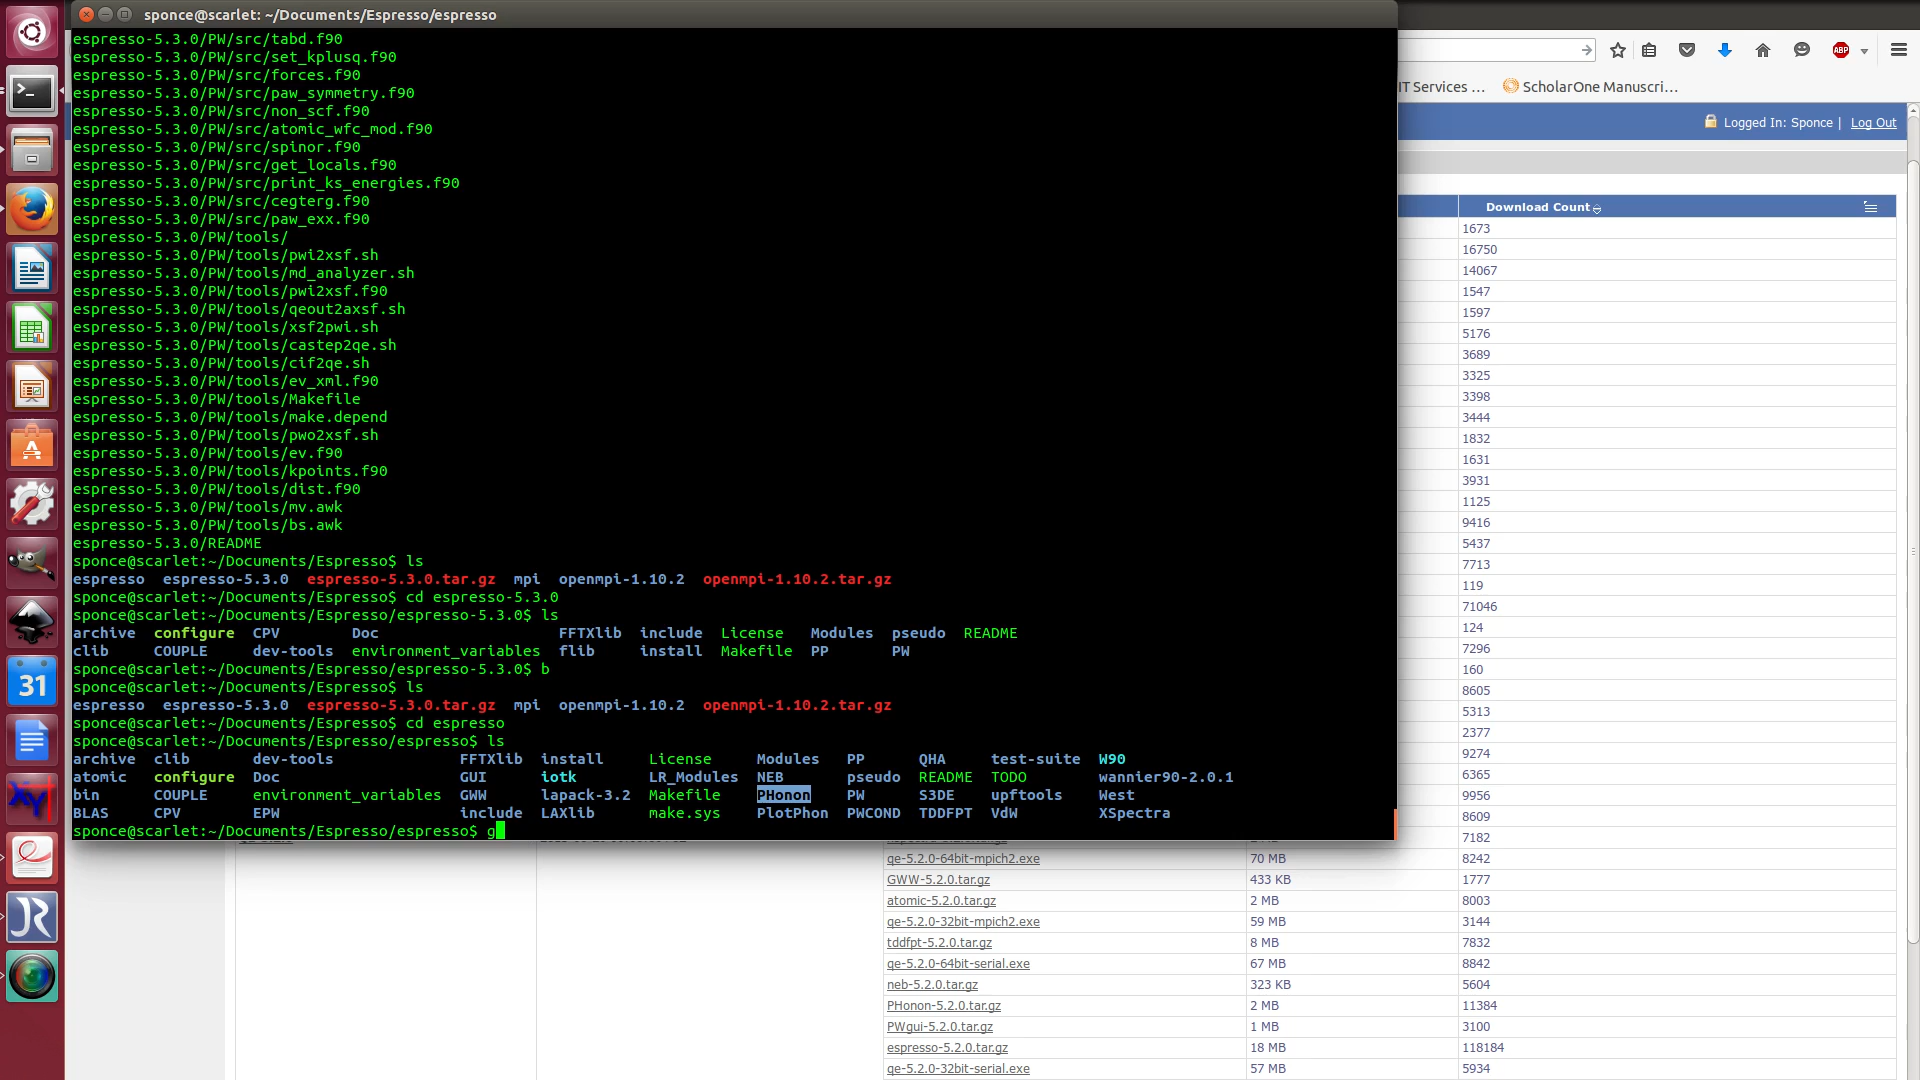 sponce@scarlet: ~/Documents/Espresso/espresso
espresso-5.3.0/PW/src/tabd.f90
espresso-5.3.0/PW/src/set_kplusq.f90
espresso-5.3.0/PW/src/forces.f90
espresso-5.3.0/PW/src/paw_symmetry.f90
espresso-5.3.0/PW/src/non_scf.f90
espresso-5.3.0/PW/src/atomic_wfc_mod.f90
espresso-5.3.0/PW/src/spinor.f90
espresso-5.3.0/PW/src/get_locals.f90
espresso-5.3.0/PW/src/print_ks_energies.f90
espresso-5.3.0/PW/src/cegterg.f90
espresso-5.3.0/PW/src/paw_exx.f90
espresso-5.3.0/PW/tools/
espresso-5.3.0/PW/tools/pwi2xsf.sh
espresso-5.3.0/PW/tools/md_analyzer.sh
espresso-5.3.0/PW/tools/pwi2xsf.f90
espresso-5.3.0/PW/tools/qeout2axsf.sh
espresso-5.3.0/PW/tools/xsf2pwi.sh
espresso-5.3.0/PW/tools/castep2qe.sh
espresso-5.3.0/PW/tools/cif2qe.sh
espresso-5.3.0/PW/tools/ev_xml.f90
espresso-5.3.0/PW/tools/Makefile
espresso-5.3.0/PW/tools/make.depend
espresso-5.3.0/PW/tools/pwo2xsf.sh
espresso-5.3.0/PW/tools/ev.f90
espresso-5.3.0/PW/tools/kpoints.f90
espresso-5.3.0/PW/tools/dist.f90
espresso-5.3.0/PW/tools/mv.awk
espresso-5.3.0/PW/tools/bs.awk
espresso-5.3.0/README
sponce@scarlet:~/Documents/Espresso$ ls
espresso espresso-5.3.0 espresso-5.3.0.tar.gz mpi openmpi-1.10.2 openmpi-1.10.2.tar.gz
sponce@scarlet:~/Documents/Espresso$ cd espresso-5.3.0
sponce@scarlet:~/Documents/Espresso/espresso-5.3.0$ ls
archive configure CPV Doc FFTXlib include License Modules pseudo README
clib COUPLE dev-tools environment_variables flib install Makefile PP PW
sponce@scarlet:~/Documents/Espresso/espresso-5.3.0$ b
sponce@scarlet:~/Documents/Espresso$ ls
espresso espresso-5.3.0 espresso-5.3.0.tar.gz mpi openmpi-1.10.2 openmpi-1.10.2.tar.gz
sponce@scarlet:~/Documents/Espresso$ cd espresso
sponce@scarlet:~/Documents/Espresso/espresso$ ls
archive clib dev-tools FFTXlib install License Modules PP QHA test-suite W90
atomic configure Doc GUI iotk LR_Modules NEB pseudo README TODO wannier90-2.0.1
bin COUPLE environment_variables GWW lapack-3.2 Makefile PHonon PW S3DE upftools West
BLAS CPV EPW include LAXlib make.sys PlotPhon PWCOND TDDFPT VdW XSpectra
sponce@scarlet:~/Documents/Espresso/espresso$ g
ABP
IT Services ... ScholarOne Manuscri...
Logged In: Sponce | Log Out
Download Count
1673
16750
14067
1547
1597
5176
3689
3325
3398
3444
1832
1631
3931
1125
9416
5437
7713
119
71046
124
7296
160
8605
5313
2377
9274
6365
9956
8609
7182
qe-5.2.0-64bit-mpich2.exe 70 MB 8242
GWW-5.2.0.tar.gz 433 KB 1777
atomic-5.2.0.tar.gz 2 MB 8003
qe-5.2.0-32bit-mpich2.exe 59 MB 3144
tddfpt-5.2.0.tar.gz 8 MB 7832
qe-5.2.0-64bit-serial.exe 67 MB 8842
neb-5.2.0.tar.gz 323 KB 5604
PHonon-5.2.0.tar.gz 2 MB 11384
PWgui-5.2.0.tar.gz 1 MB 3100
espresso-5.2.0.tar.gz 18 MB 118184
qe-5.2.0-32bit-serial.exe 57 MB 5934
31